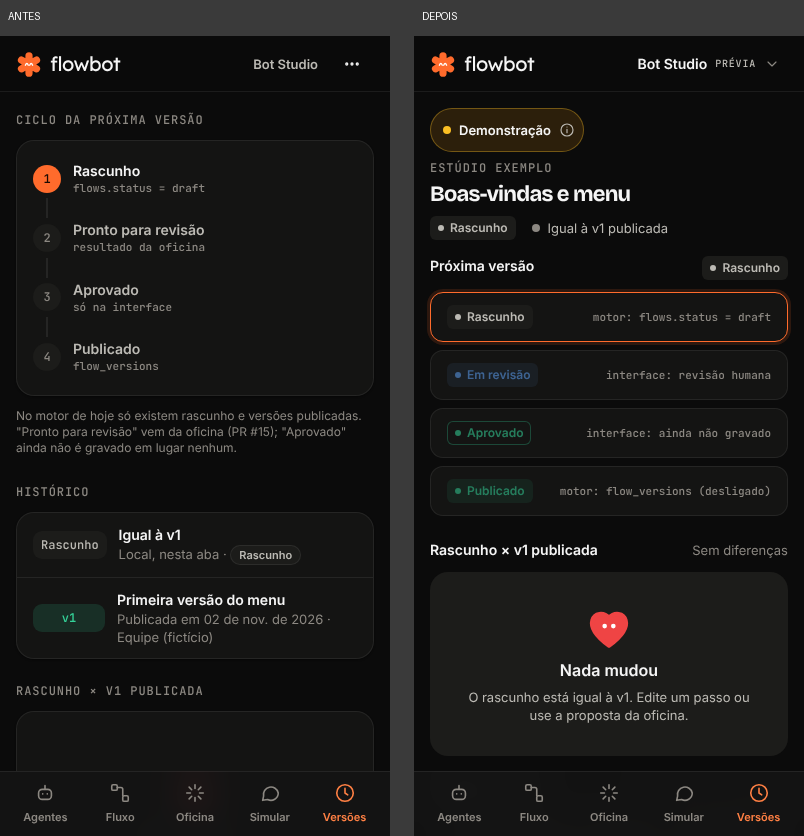 ANTES
flowbot
Bot Studio
CICLO DA PRÓXIMA VERSÃO
1
Rascunho
flows.status = draft
2
Pronto para revisão
resultado da oficina
3
Aprovado
só na interface
4
Publicado
flow_versions
No motor de hoje só existem rascunho e versões publicadas.
"Pronto para revisão" vem da oficina (PR #15); "Aprovado"
ainda não é gravado em lugar nenhum.
HISTÓRICO
Rascunho
Igual à v1
Local, nesta aba · Rascunho
v1
Primeira versão do menu
Publicada em 02 de nov. de 2026 ·
Equipe (fictício)
RASCUNHO × V1 PUBLICADA
Agentes
Fluxo
Oficina
Simular
Versões
DEPOIS
flowbot
Bot Studio PRÉVIA
Demonstração
ESTÚDIO EXEMPLO
Boas-vindas e menu
Rascunho
Igual à v1 publicada
Próxima versão
Rascunho
Rascunho
motor: flows.status = draft
Em revisão
interface: revisão humana
Aprovado
interface: ainda não gravado
Publicado
motor: flow_versions (desligado)
Rascunho × v1 publicada
Sem diferenças
Nada mudou
O rascunho está igual à v1. Edite um passo ou
use a proposta da oficina.
Agentes
Fluxo
Oficina
Simular
Versões